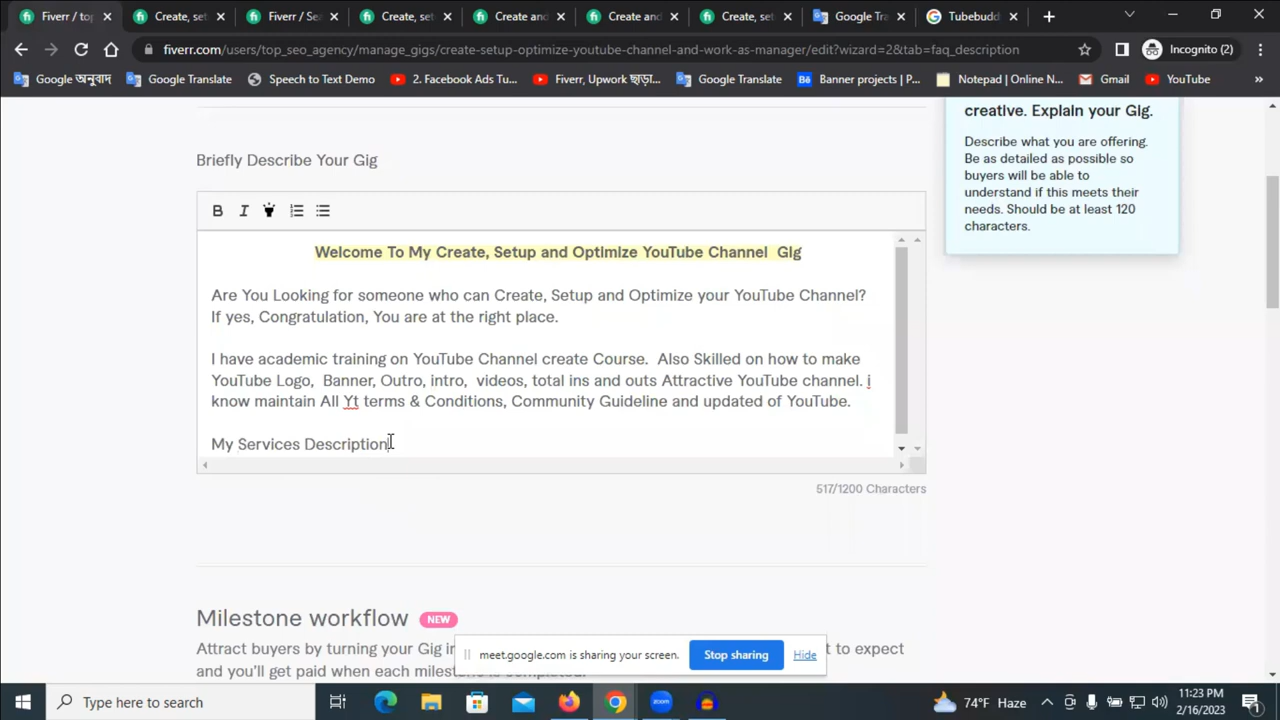 Fiverr / top
Create, set
Fiverr / Sea
Create, set
Create and
Create and
Create, set
Google Tra
Tubebudd
fiverr.com/users/top_seo_agency/manage_gigs/create-setup-optimize-youtube-channel-and-work-as-manager/edit?wizard=2&tab=faq_description
Incognito (2)
Google অনুবাদ
Google Translate
Speech to Text Demo
2. Facebook Ads Tu...
Fiverr, Upwork ছাড়া...
Google Translate
Banner projects | P...
Notepad | Online N...
Gmail
YouTube
creative. Explain your Gig.
Describe what you are offering.
Be as detailed as possible so
buyers will be able to
understand if this meets their
needs. Should be at least 120
characters.
Briefly Describe Your Gig
Welcome To My Create, Setup and Optimize YouTube Channel  Gig
Are You Looking for someone who can Create, Setup and Optimize your YouTube Channel?
If yes, Congratulation, You are at the right place.
I have academic training on YouTube Channel create Course.  Also Skilled on how to make
YouTube Logo,  Banner, Outro, intro,  videos, total ins and outs Attractive YouTube channel. i
know maintain All Yt terms & Conditions, Community Guideline and updated of YouTube.
My Services Description
517/1200 Characters
Milestone workflow
NEW
Attract buyers by turning your Gig in
t to expect
and you'll get paid when each milest
meet.google.com is sharing your screen.
Stop sharing
Hide
Type here to search
zoom
74°F Haze
11:23 PM
2/16/2023
1